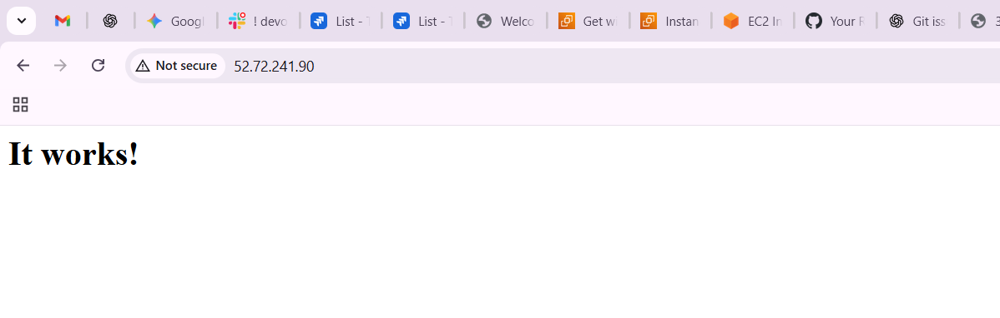 Googl ! devo List - T List - T Welco Get w Instan EC2 In Your R Git iss 3
Not secure 52.72.241.90
It works!